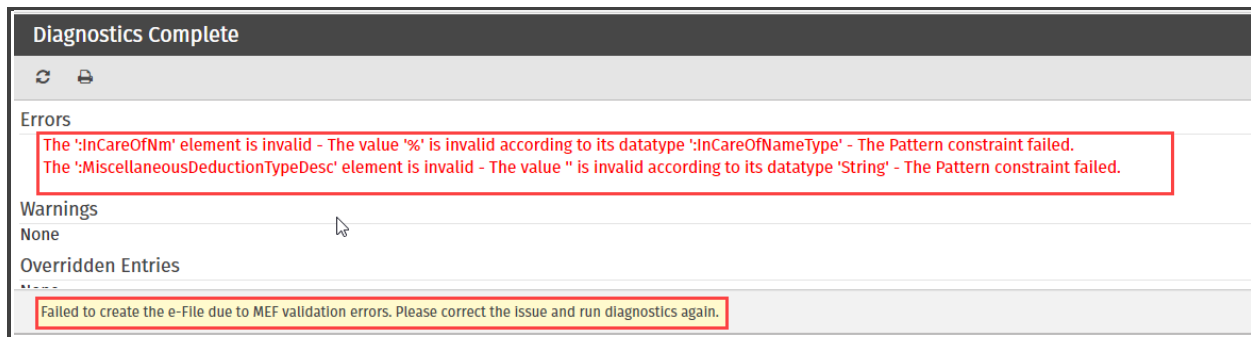 Diagnostics Complete
Errors
The ':InCareOfNm' element is invalid - The value '%' is invalid according to its datatype ':InCareOfNameType' - The Pattern constraint failed.
The ':MiscellaneousDeductionTypeDesc' element is invalid - The value '' is invalid according to its datatype 'String' - The Pattern constraint failed.
Warnings
None
Overridden Entries
Failed to create the e-File due to MEF validation errors. Please correct the issue and run diagnostics again.